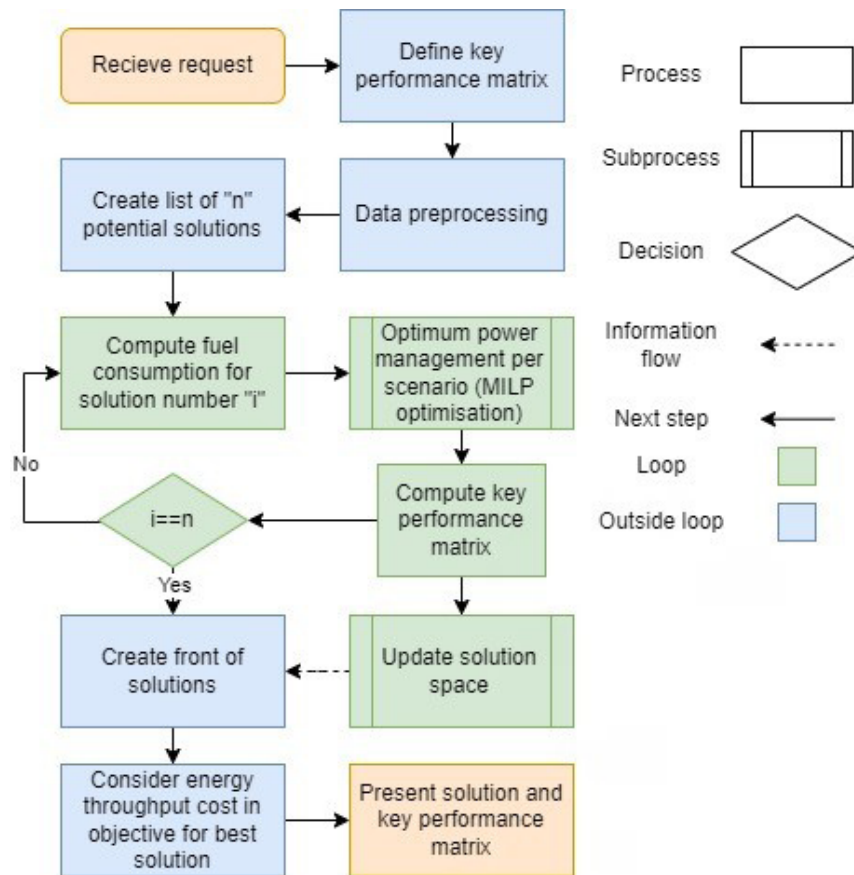 Recieve request
Define key
performance matrix
Create list of "n"
potential solutions
Data preprocessing
Compute fuel
consumption for
solution number "i"
Optimum power
management per
scenario (MILP
optimisation)
No
i==n
Compute key
performance
matrix
Yes
Create front of
solutions
Update solution
space
Consider energy
throughput cost in
objective for best
solution
Present solution and
key performance
matrix
Process
Subprocess
Decision
Information
flow
Next step
Loop
Outside loop